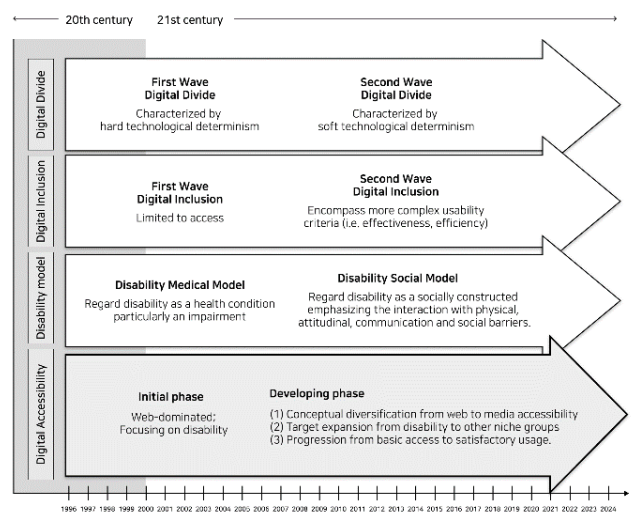 20th century
21st century
Digital Divide
First Wave
Digital Divide
Characterized by
hard technological determinism
Second Wave
Digital Divide
Characterized by
soft technological determinism
Digital Inclusion
First Wave
Digital Inclusion
Limited to access
Second Wave
Digital Inclusion
Encompass more complex usability
criteria (i.e. effectiveness, efficiency)
Disability model
Disability Medical Model
Regard disability as a health condition
particularly an impairment
Disability Social Model
Regard disability as a socially constructed
emphasizing the interaction with physical,
attitudinal, communication and social barriers.
Digital Accessibility
Initial phase
Web-dominated;
Focusing on disability
Developing phase
(1) Conceptual diversification from web to media accessibility
(2) Target expansion from disability to other niche groups
(3) Progression from basic access to satisfactory usage.
1996 1997 1998 1999 2000 2001 2002 2003 2004 2005 2006 2007 2008 2009 2010 2011 2012 2013 2014 2015 2016 2017 2018 2019 2020 2021 2022 2023 2024